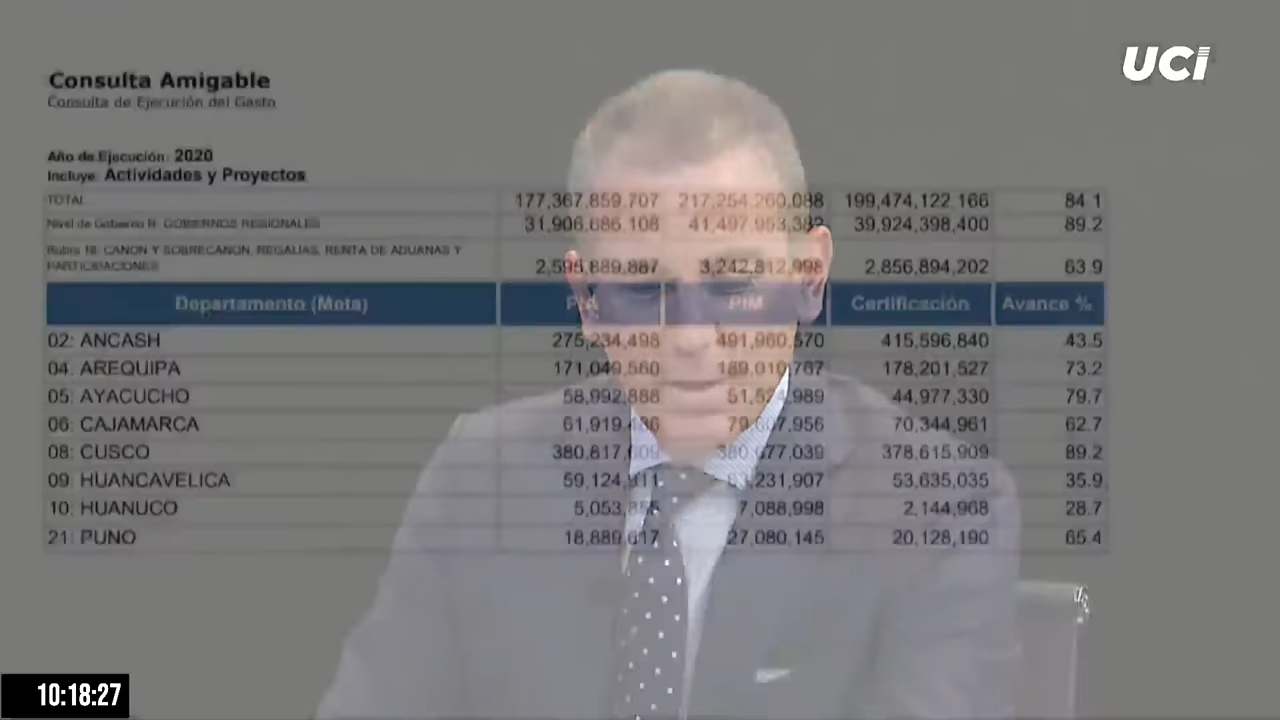 UCI
Consulta Amigable
Consulta de Ejecución del Gasto
Año de Ejecución: 2020
Incluye: Actividades y Proyectos
TOTAL 177,367,859,707 217,254,260,088 199,474,122,166 84.1
Nivel de Gobierno R: GOBIERNOS REGIONALES 31,906,686,108 41,497,953,382 39,924,398,400 89.2
Rubro 18: CANON Y SOBRECANON, REGALIAS, RENTA DE ADUANAS Y
PARTICIPACIONES 2,595,889,887 3,242,812,998 2,856,894,202 63.9
Departamento (Meta) PIA PIM Certificación Avance %
02: ANCASH 275,234,498 491,960,570 415,596,840 43.5
04: AREQUIPA 171,049,560 189,010,767 178,201,527 73.2
05: AYACUCHO 58,992,888 51,524,989 44,977,330 79.7
06: CAJAMARCA 70,344,961 62.7
08: CUSCO 380,817,609 380,677,039 378,615,909 89.2
09: HUANCAVELICA 59,124,911 53,635,035 35.9
10: HUANUCO 7,088,998 2,144,968 28.7
21: PUNO 18,889,617 27,080,145 20,128,190 65.4
10:18:27